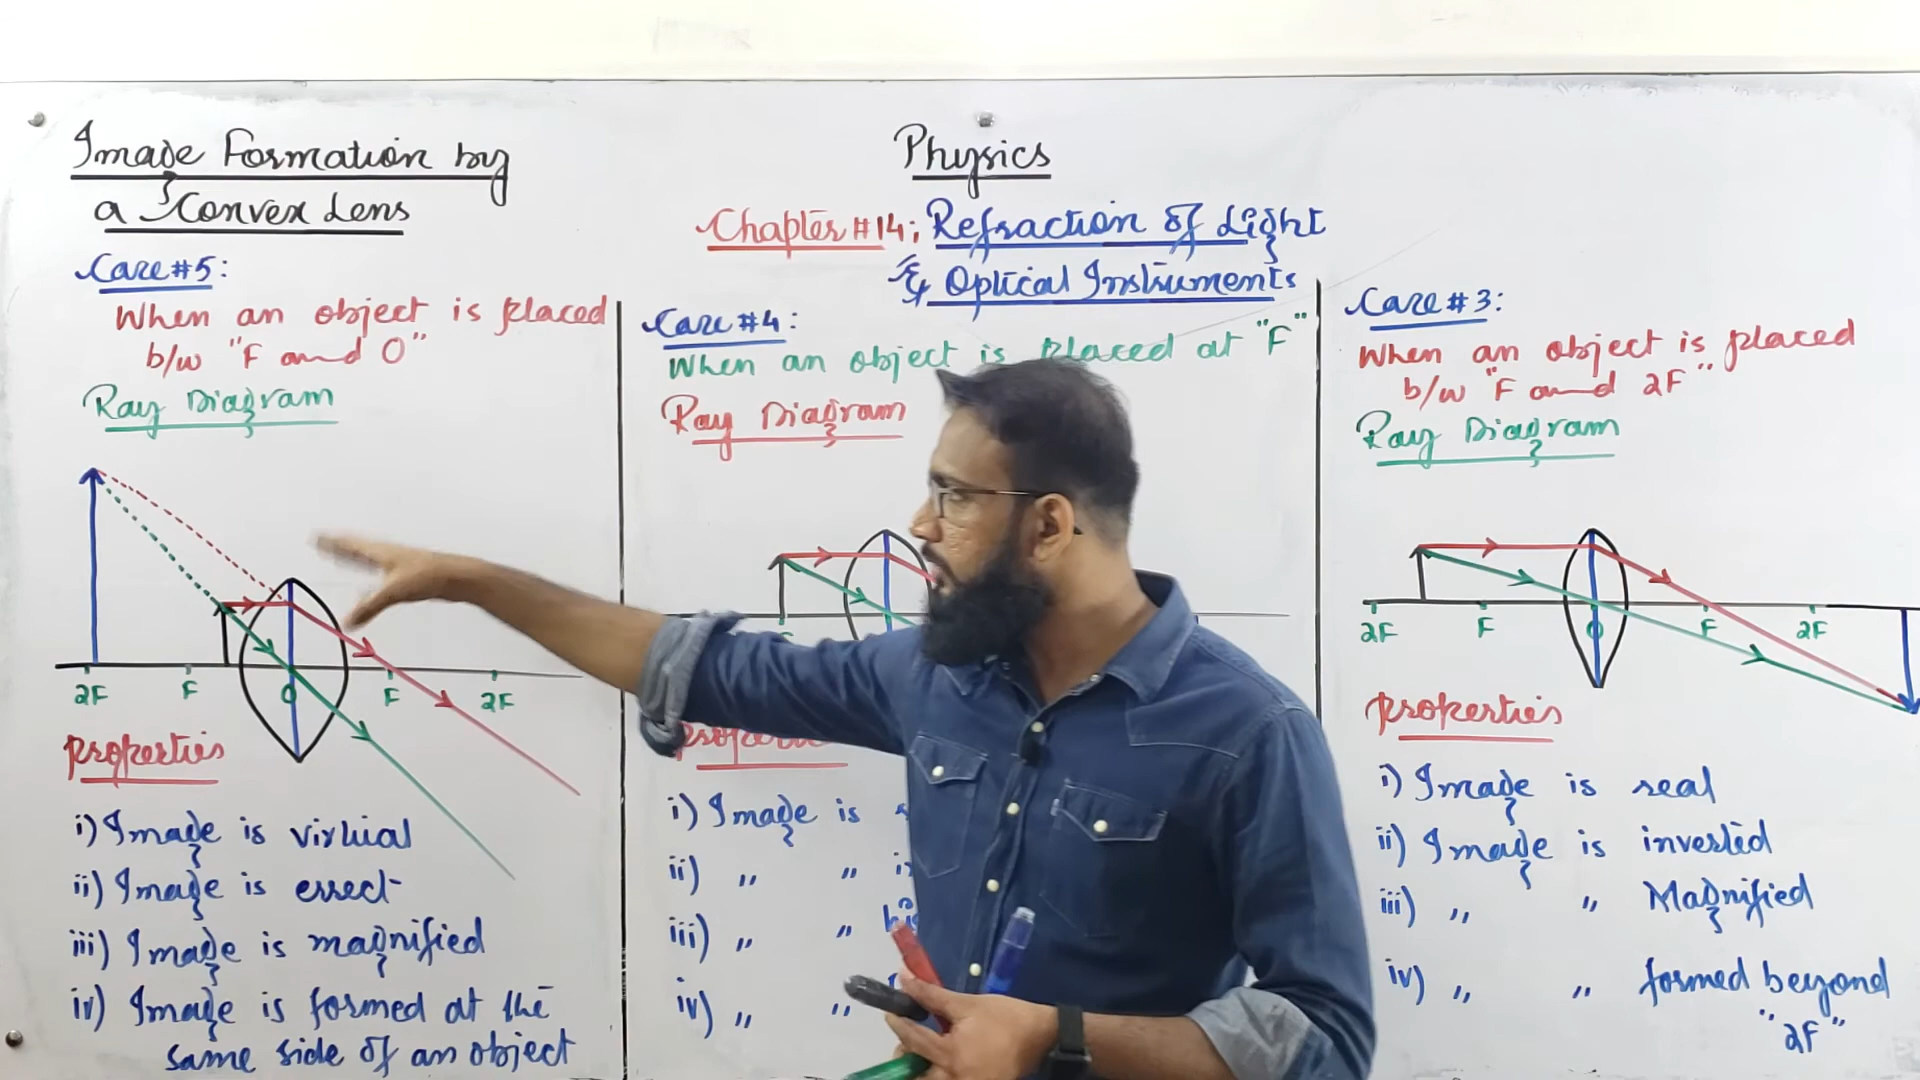 Image Formation by
a Convex Lens
Case #5:
When an object is placed
b/w "F and O"
Ray Diagram
2F F O F 2F
Properties
i) Image is virtual
ii) Image is errect
iii) Image is magnified
iv) Image is formed at the
same side of an object
Physics
Chapter #14; Refraction of Light
& Optical Instruments
Case #4:
When an object is placed at "F"
Ray Diagram
i) Image is
ii) " "
iii) " "
iv) " "
Case #3:
When an object is placed
b/w "F and 2F"
Ray Diagram
2F F O F 2F
Properties
i) Image is real
ii) Image is inverted
iii) " " Magnified
iv) " " formed beyond
"2F"